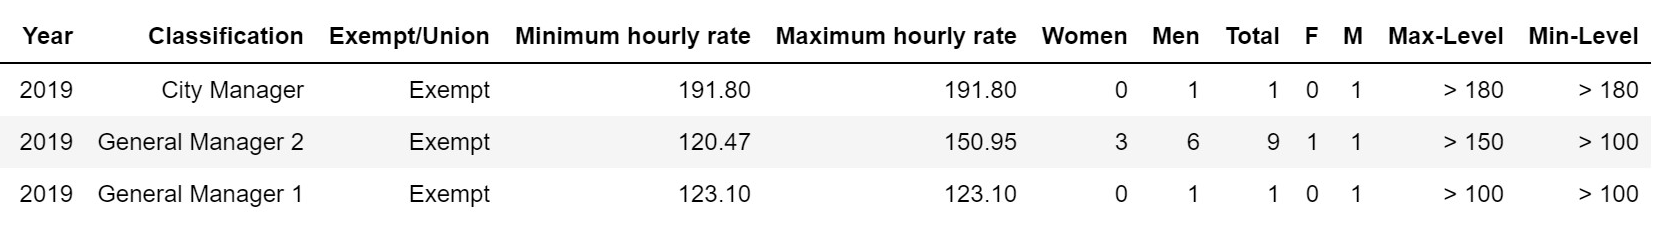 Year Classification Exempt/Union Minimum hourly rate Maximum hourly rate Women Men Total F M Max-Level Min-Level
2019 City Manager Exempt 191.80 191.80 0 1 1 0 1 > 180 > 180
2019 General Manager 2 Exempt 120.47 150.95 3 6 9 1 1 > 150 > 100
2019 General Manager 1 Exempt 123.10 123.10 0 1 1 0 1 > 100 > 100